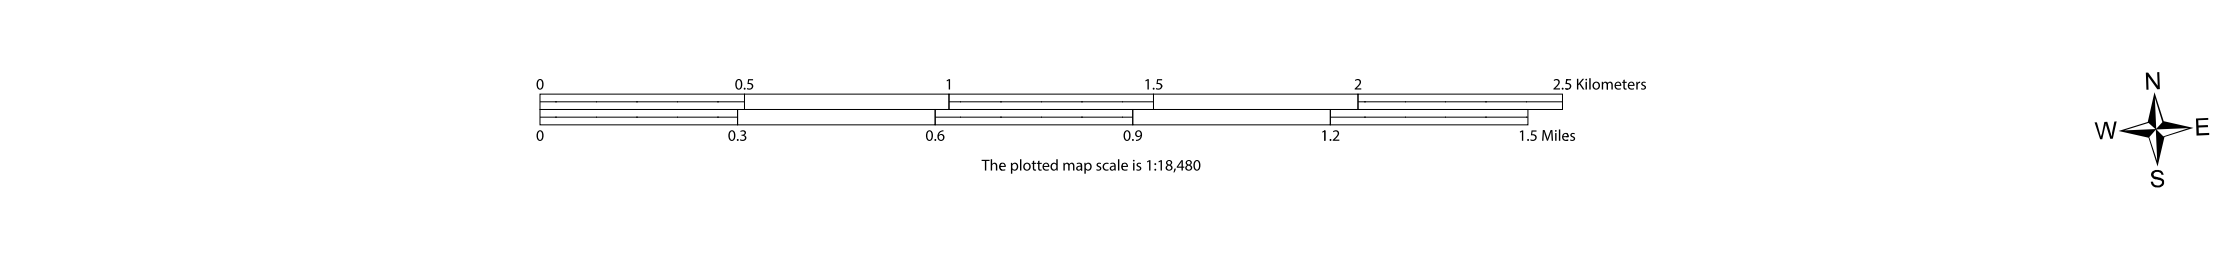 0 0.5 1 1.5 2 2.5 Kilometers
0 0.3 0.6 0.9 1.2 1.5 Miles
The plotted map scale is 1:18,480
N
W E
S